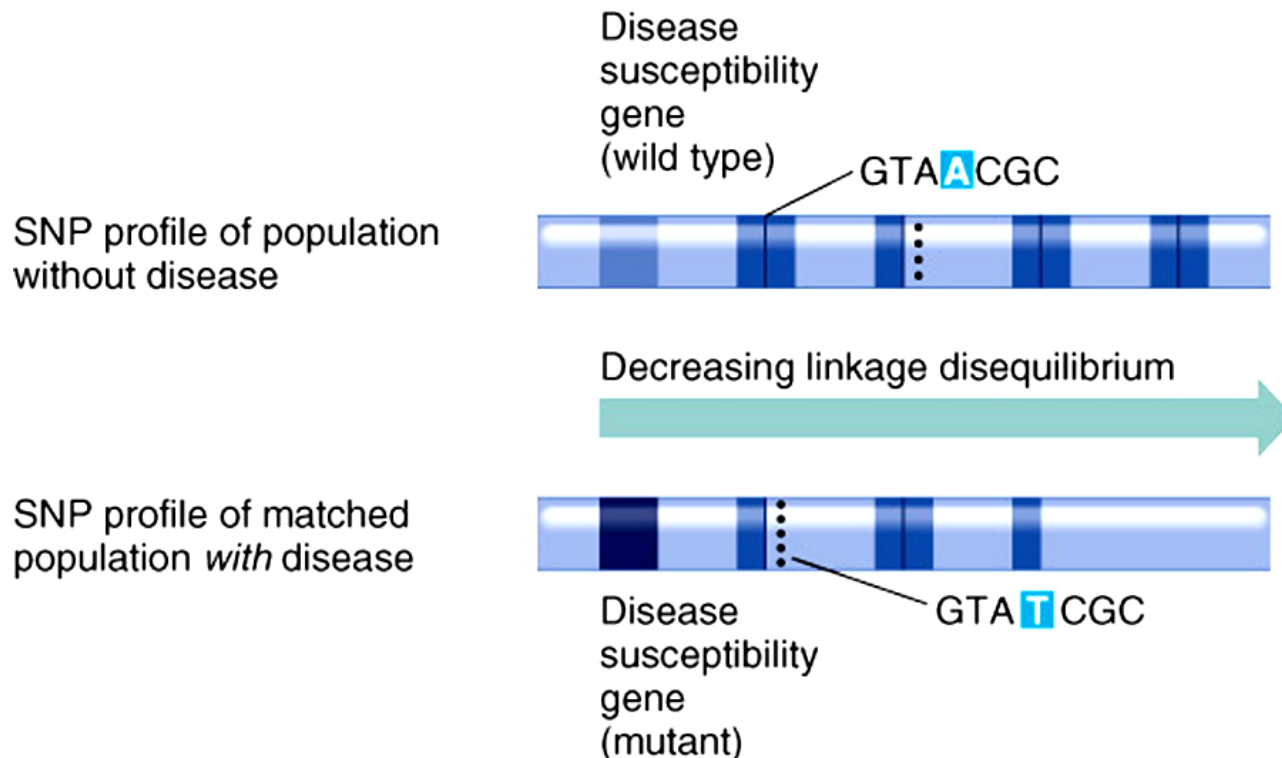 Disease
susceptibility
gene
(wild type)
GTAACGC
SNP profile of population
without disease
Decreasing linkage disequilibrium
SNP profile of matched
population with disease
GTATCGC
Disease
susceptibility
gene
(mutant)